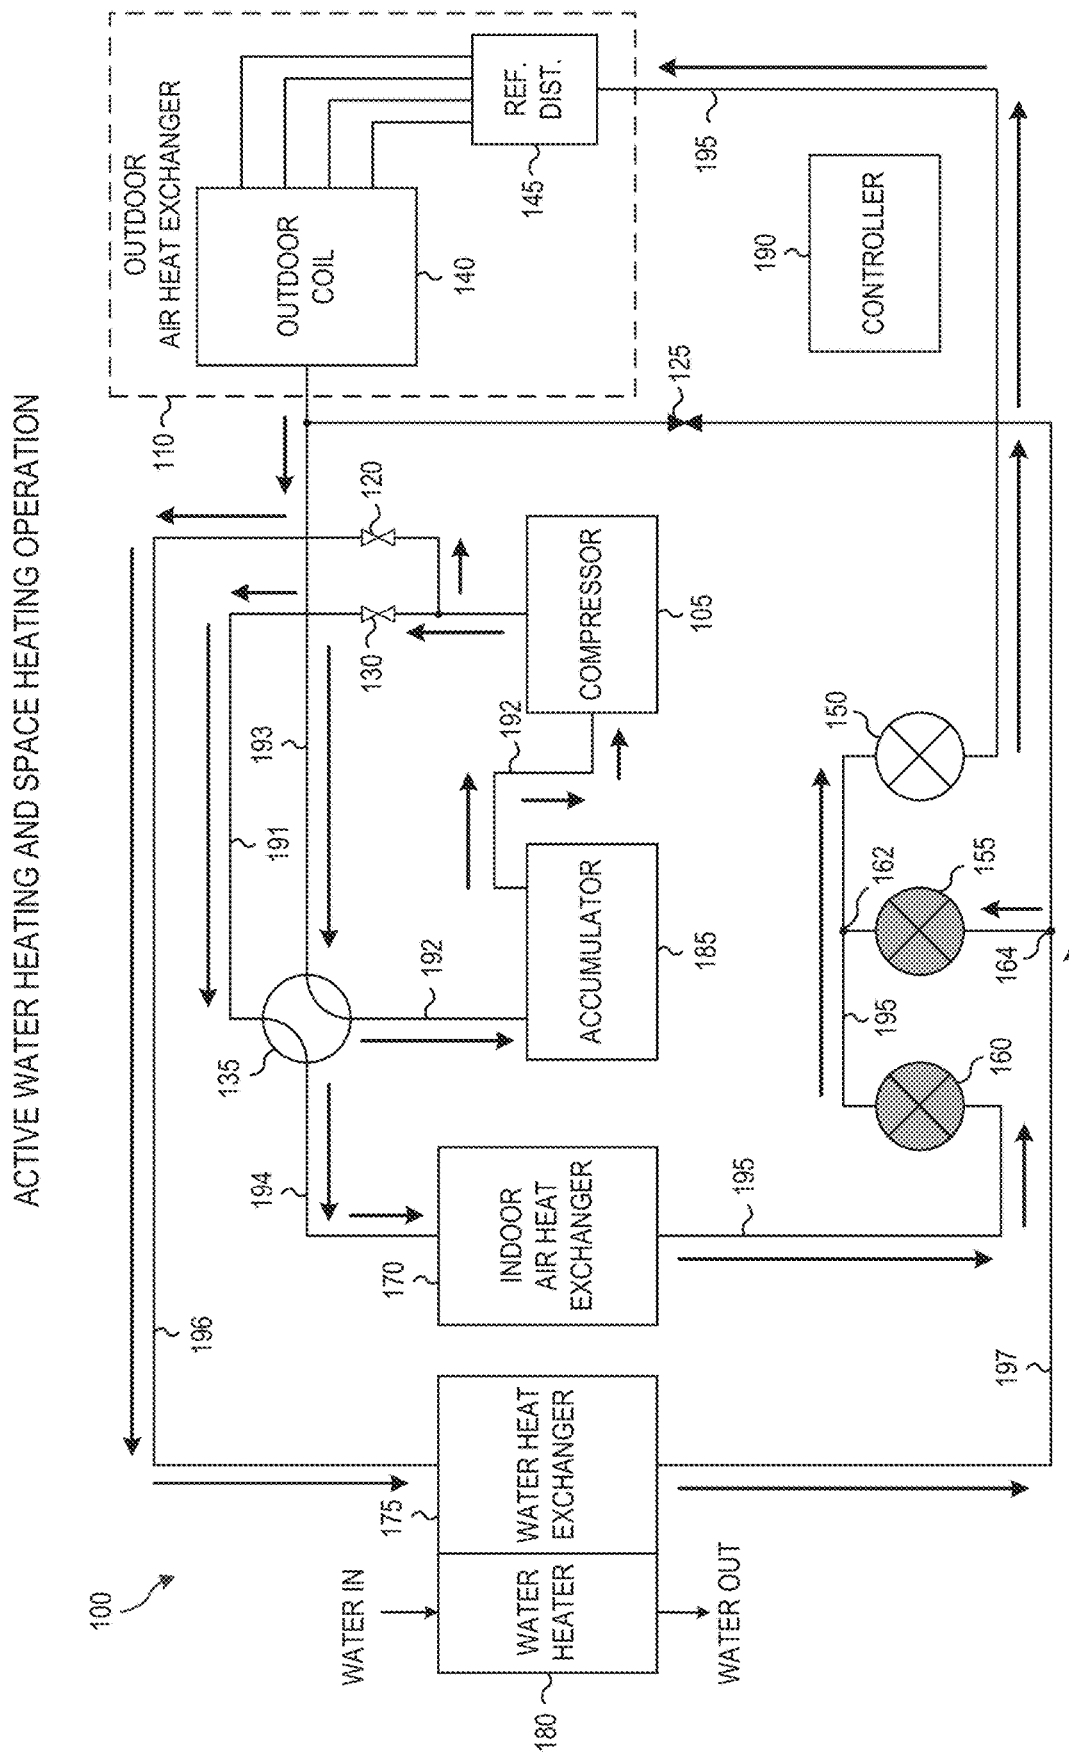 ACTIVE WATER HEATING AND SPACE HEATING OPERATION
100
196
191
193
194
135
130
120
110
OUTDOOR
AIR HEAT EXCHANGER
OUTDOOR
COIL
140
REF.
DIST.
145
195
WATER IN
WATER
HEATER
180
WATER OUT
175
WATER HEAT
EXCHANGER
170
INDOOR
AIR HEAT
EXCHANGER
195
192
ACCUMULATOR
185
192
COMPRESSOR
105
125
190
CONTROLLER
197
160
195
162
155
164
150